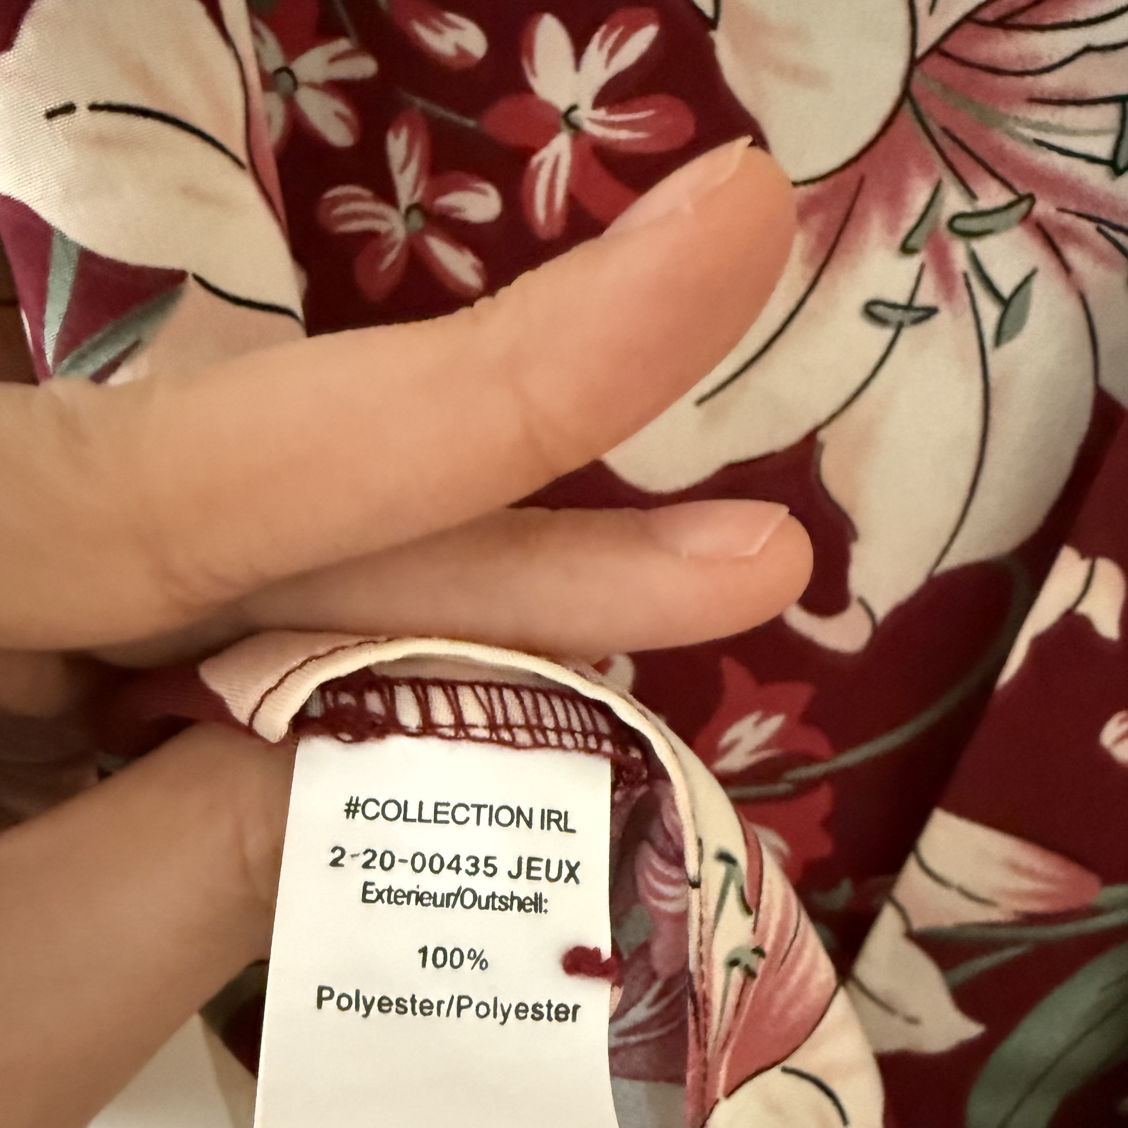 #COLLECTION IRL
2-20-00435 JEUX
Exterieur/Outshell:
100%
Polyester/Polyester